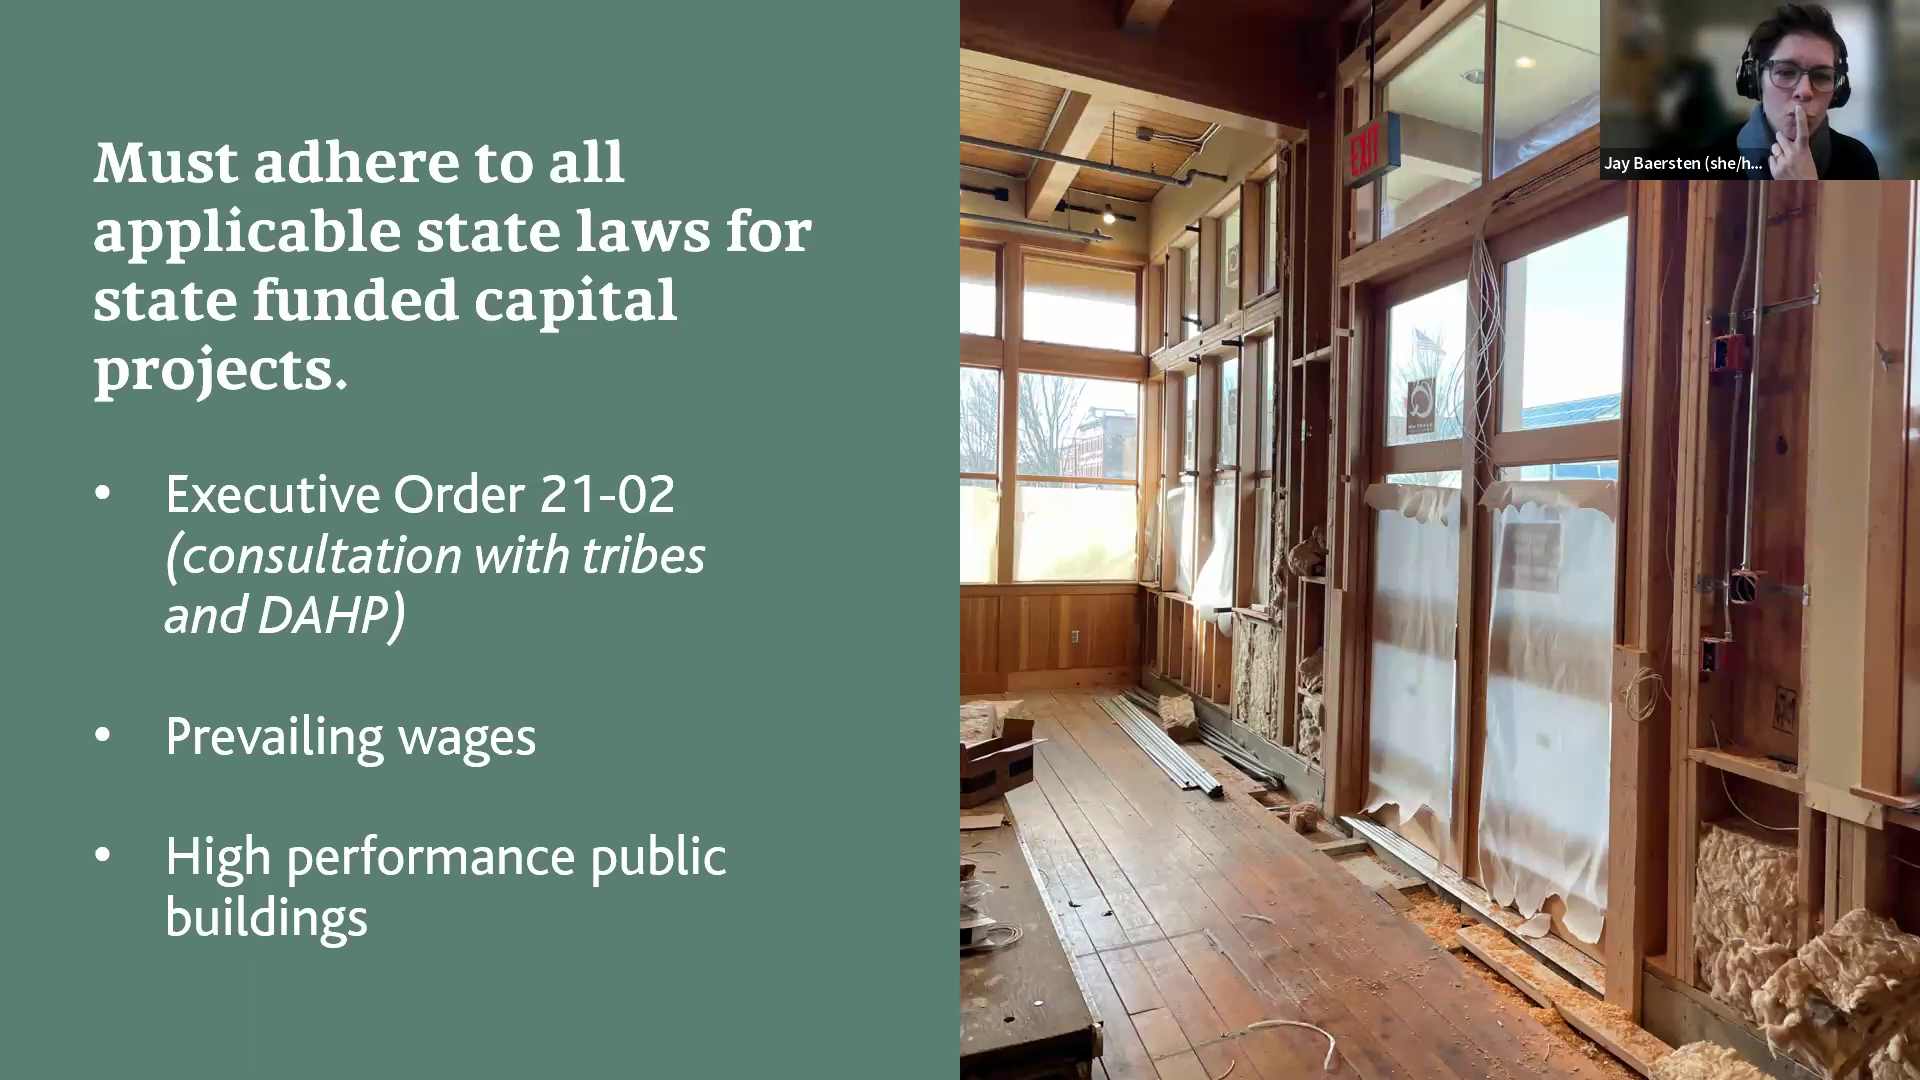 Must adhere to all
applicable state laws for
state funded capital
projects.
• Executive Order 21-02
(consultation with tribes
and DAHP)
• Prevailing wages
• High performance public
buildings
EXIT
Jay Baersten (she/h...